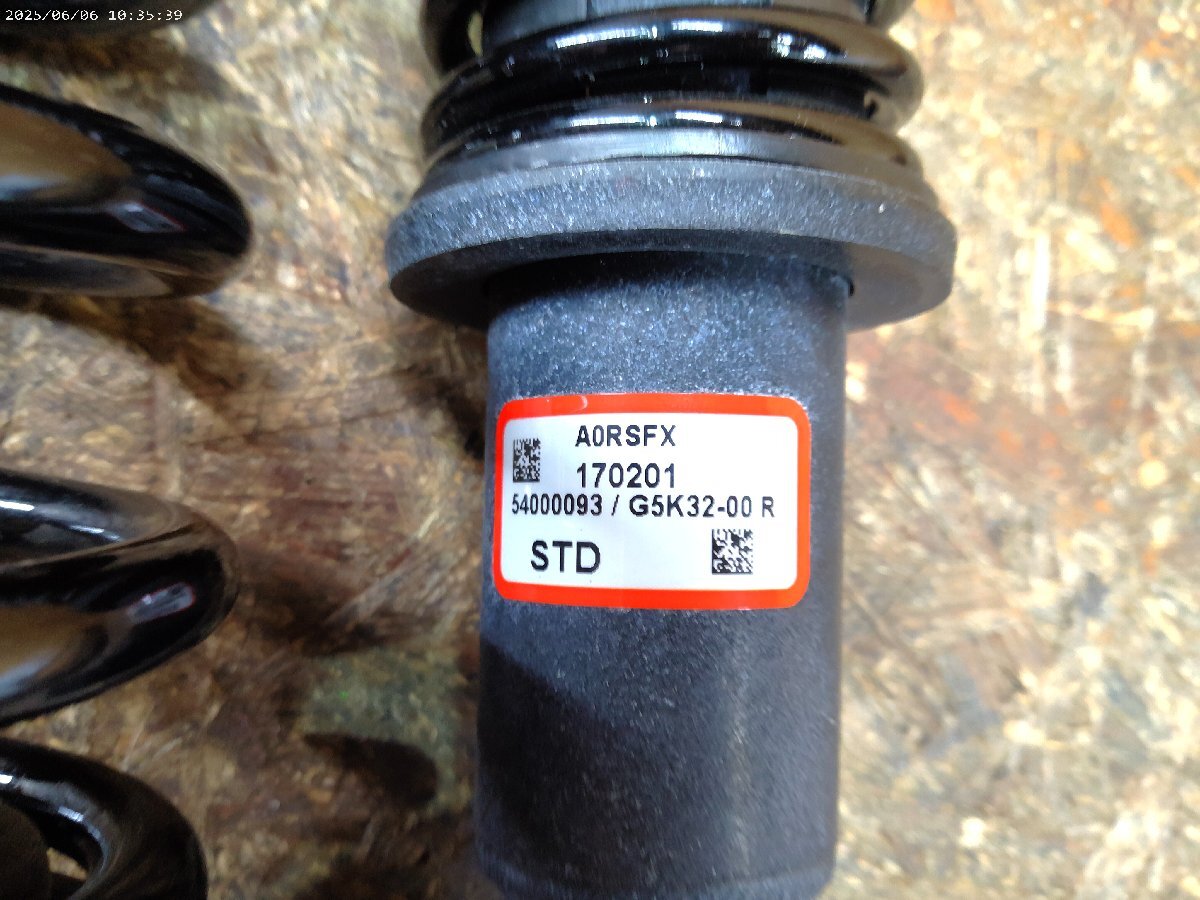 2025/06/06 10:35:39
A0RSFX
170201
54000093 / G5K32-00 R
STD